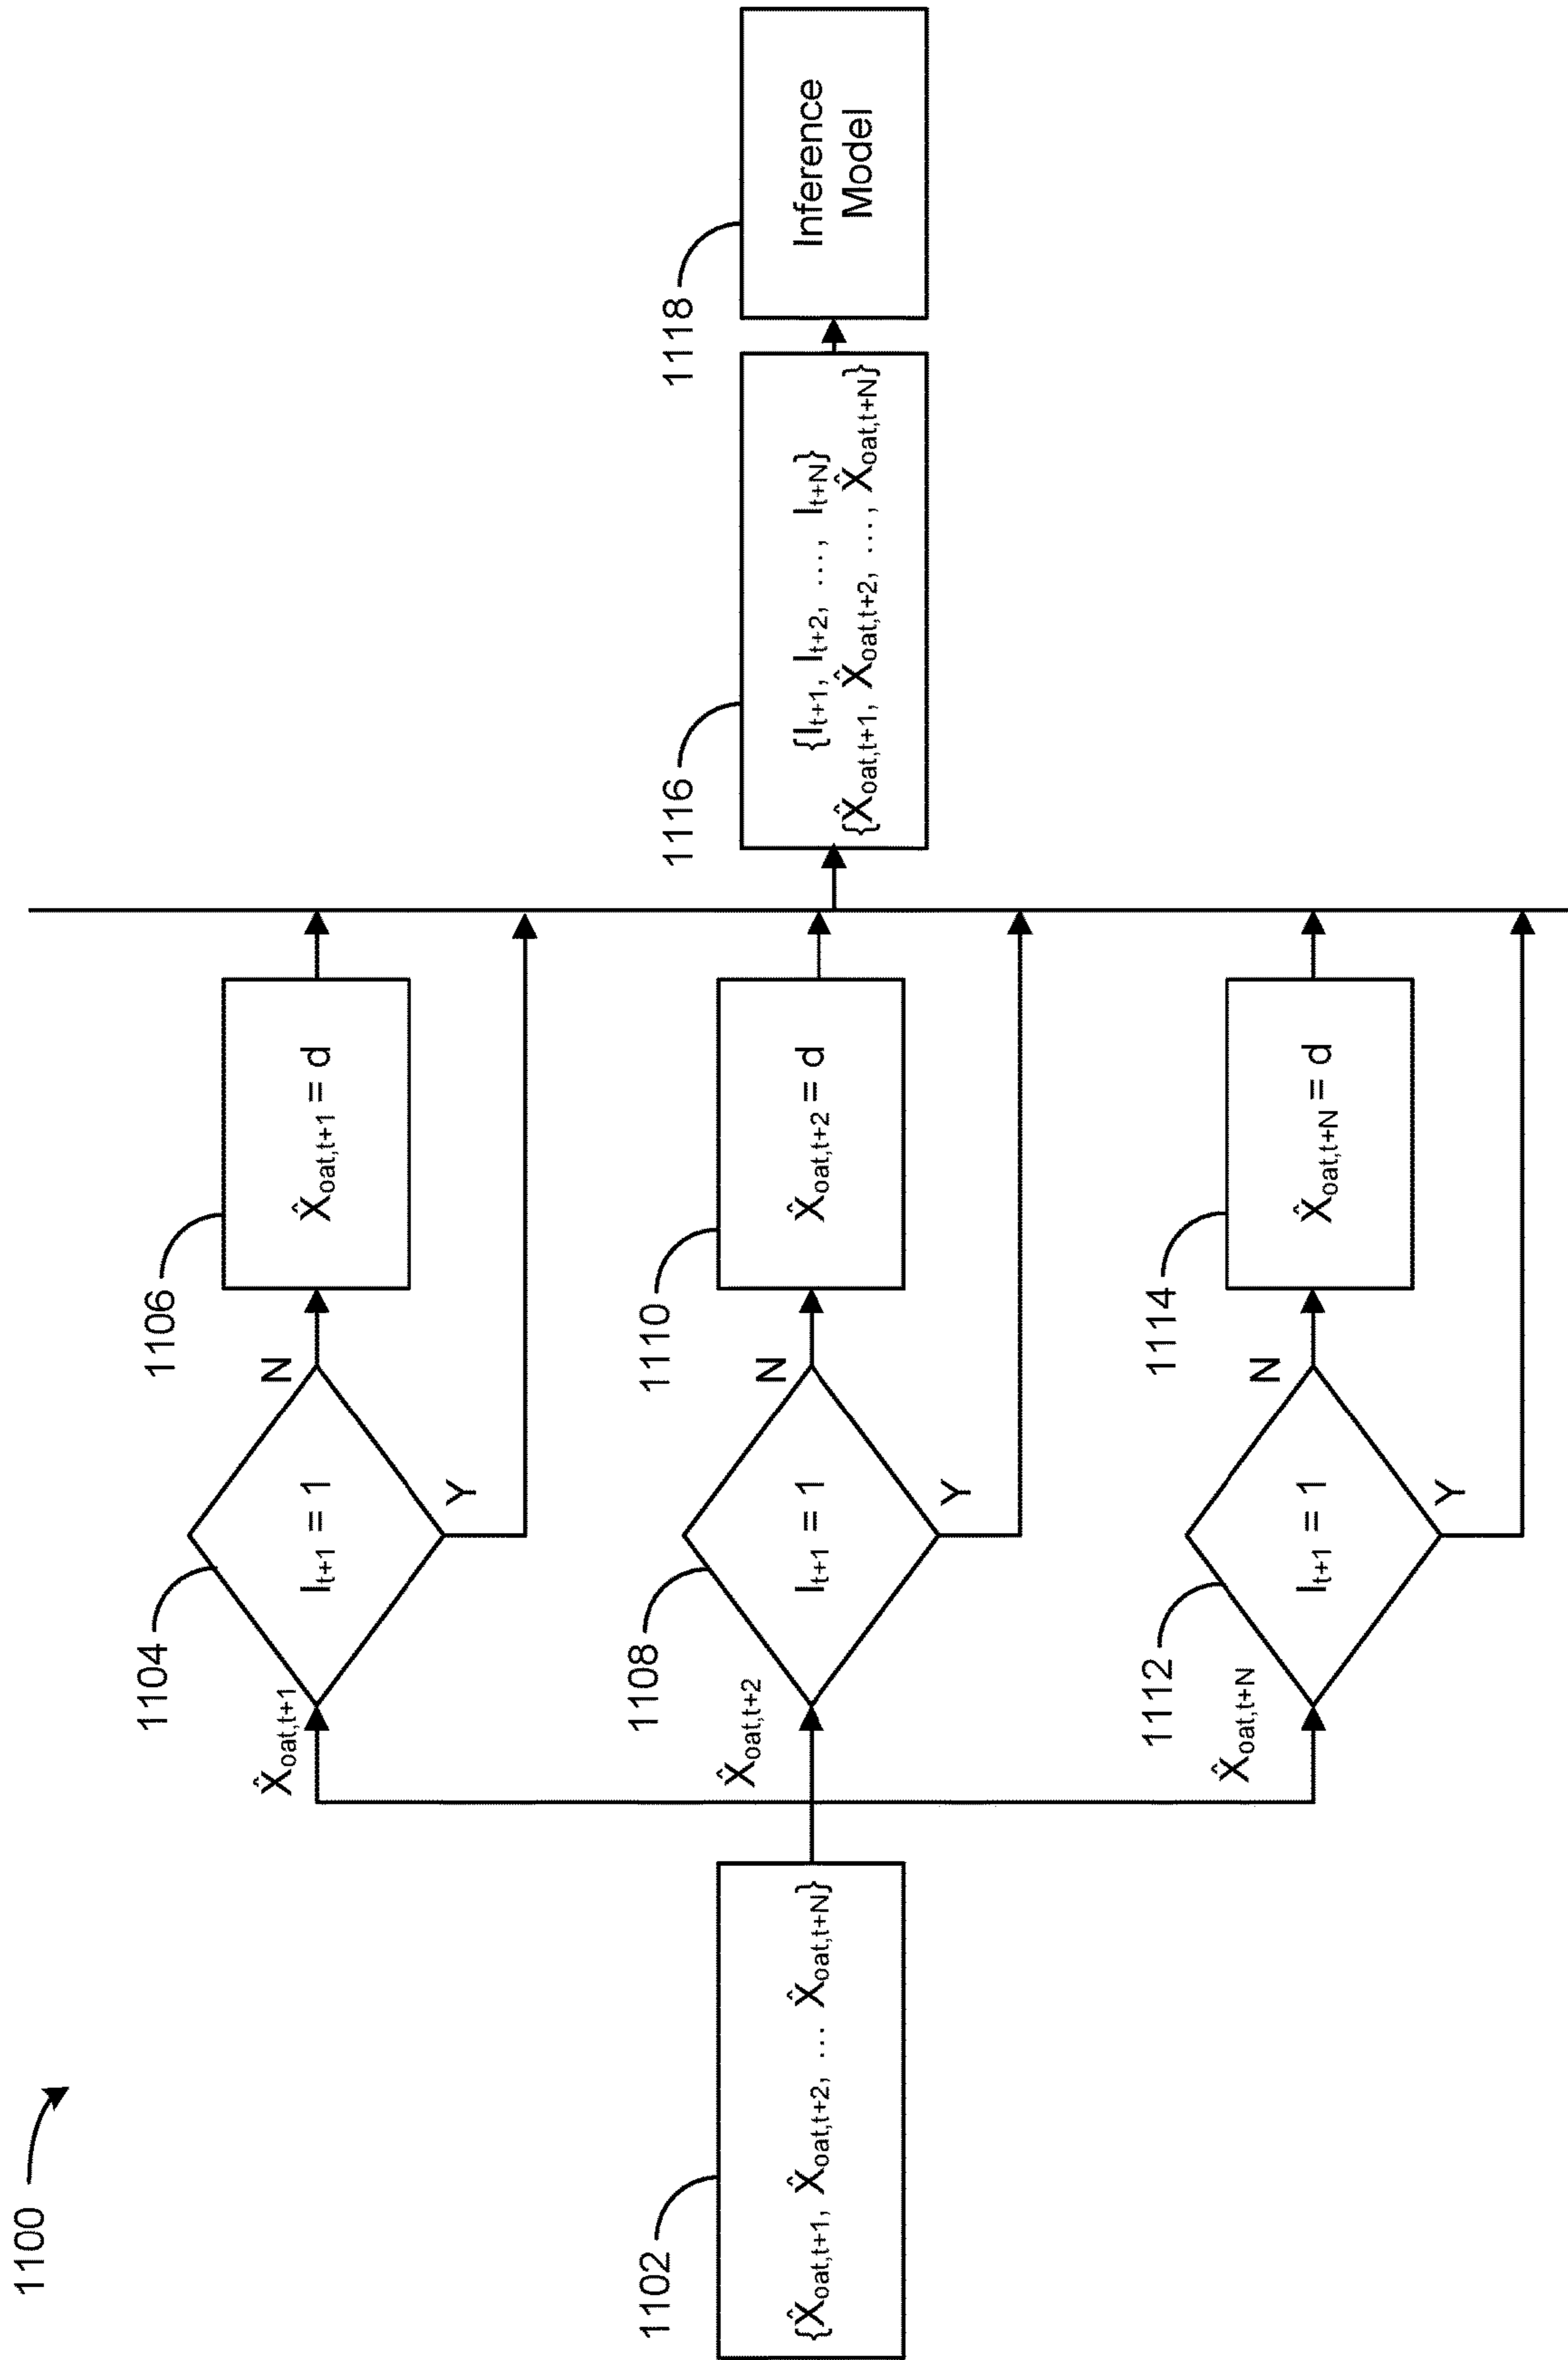 1100
1102
{X̂oat,t+1, X̂oat,t+2, ... X̂oat,t+N}
X̂oat,t+1
1104
It+1 = 1
N
Y
1106
X̂oat,t+1 = d
X̂oat,t+2
1108
It+1 = 1
N
Y
1110
X̂oat,t+2 = d
X̂oat,t+N
1112
It+1 = 1
N
Y
1114
X̂oat,t+N = d
1116
{It+1, It+2, ..., It+N}
{X̂oat,t+1, X̂oat,t+2, ..., X̂oat,t+N}
1118
Inference
Model